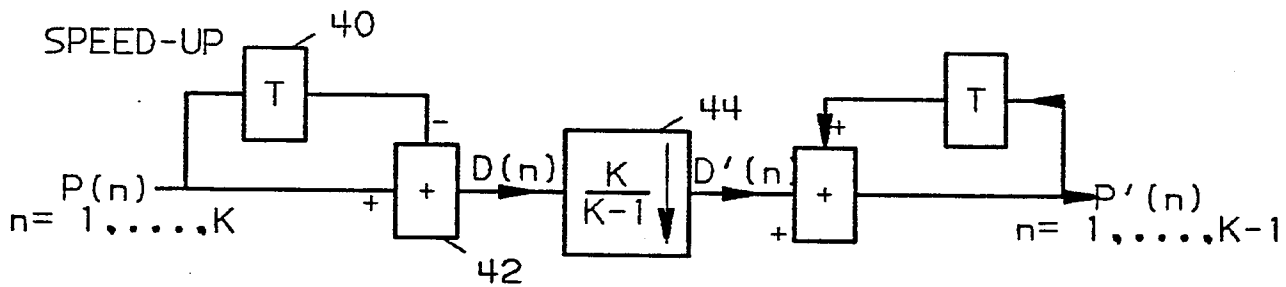 SPEED-UP
40
T
-
44
T
+
P(n)
n= 1,.....,K
+
+
42
D(n)
K
K-1
D'(n)
+
+
P'(n)
n= 1,.....,K-1